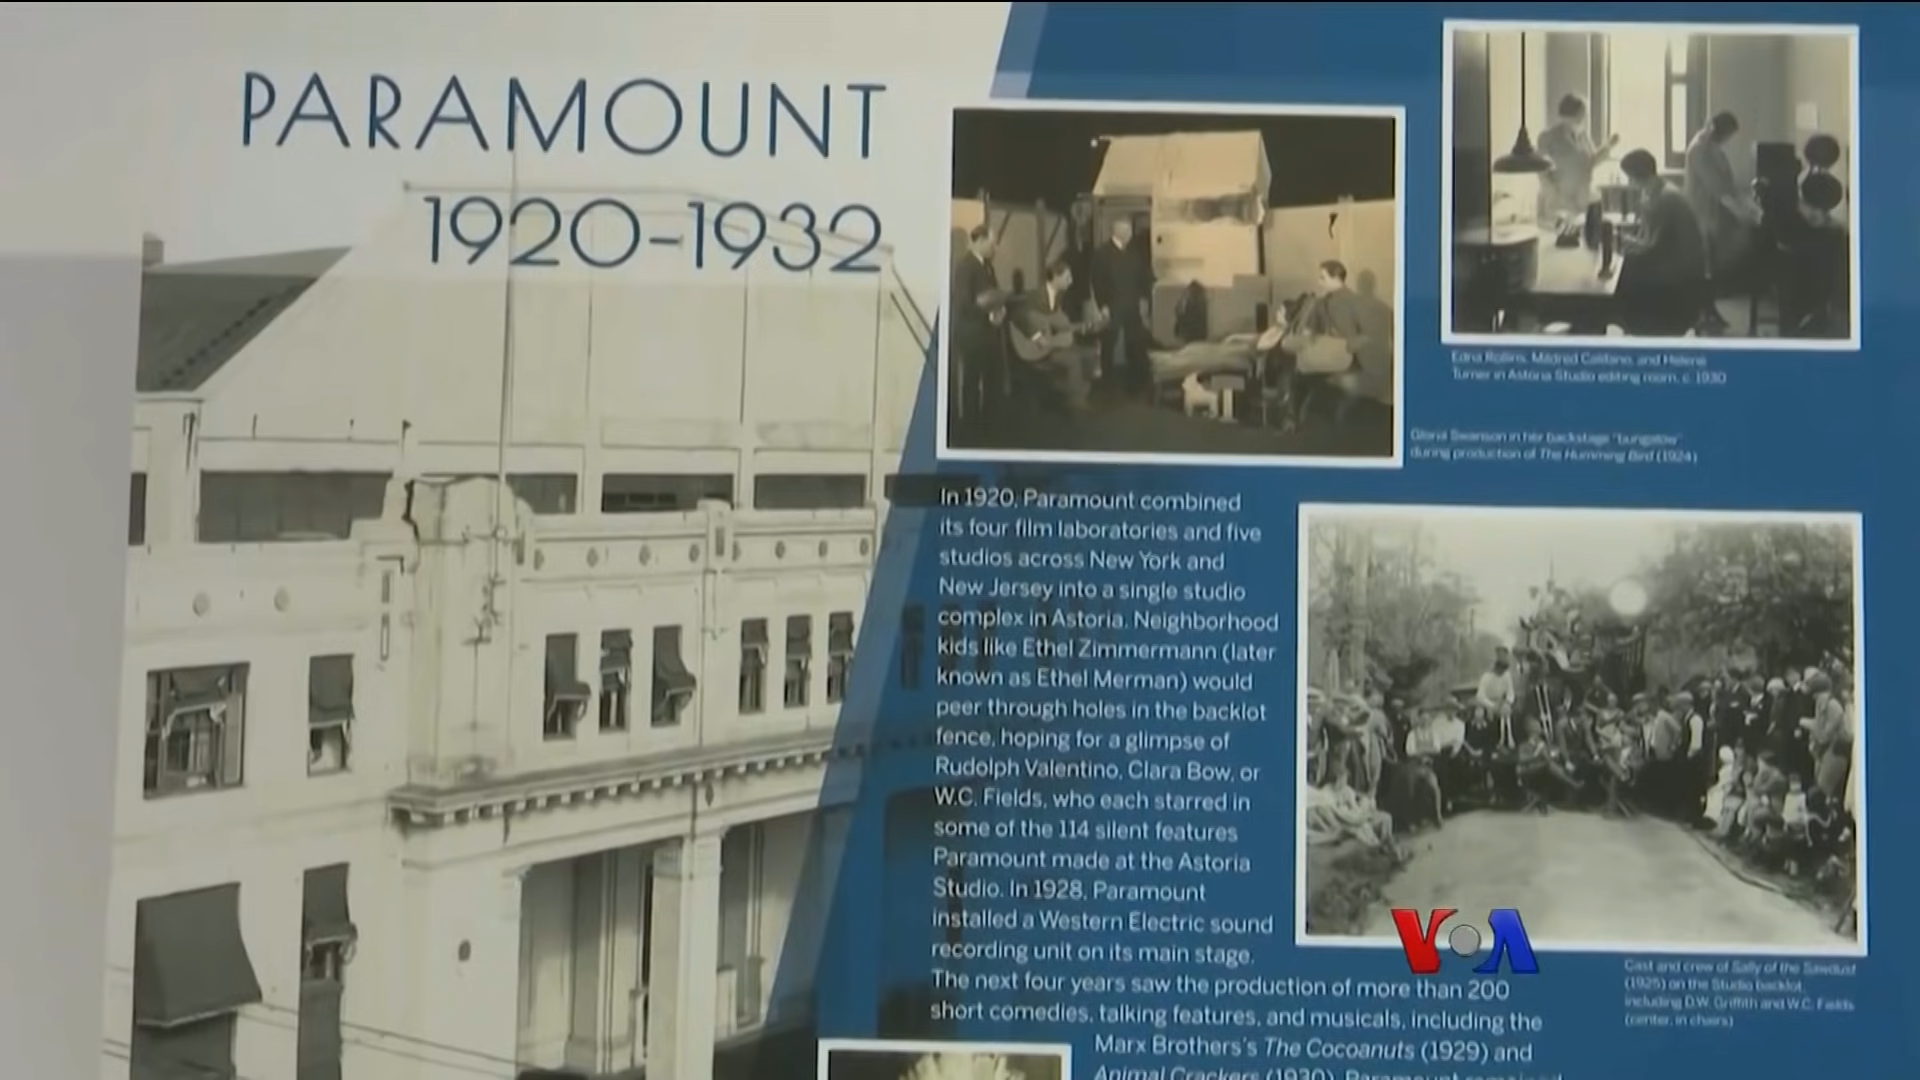 PARAMOUNT
1920-1932
Edna Rollins, Mildred Caldano, and Helene
Turner in Astoria Studio editing room, c. 1930
Gloria Swanson in her backstage "bungalow"
during production of The Humming Bird (1924)
In 1920, Paramount combined
its four film laboratories and five
studios across New York and
New Jersey into a single studio
complex in Astoria. Neighborhood
kids like Ethel Zimmermann (later
known as Ethel Merman) would
peer through holes in the backlot
fence, hoping for a glimpse of
Rudolph Valentino, Clara Bow, or
W.C. Fields, who each starred in
some of the 114 silent features
Paramount made at the Astoria
Studio. In 1928, Paramount
installed a Western Electric sound
recording unit on its main stage.
The next four years saw the production of more than 200
short comedies, talking features, and musicals, including the
Marx Brothers's The Cocoanuts (1929) and
Animal Crackers (1930). Paramount
VOA
Cast and crew of Sally of the Sawdust
(1925) on the Studio backlot,
including D.W. Griffith and W.C. Fields
(center, in chairs)